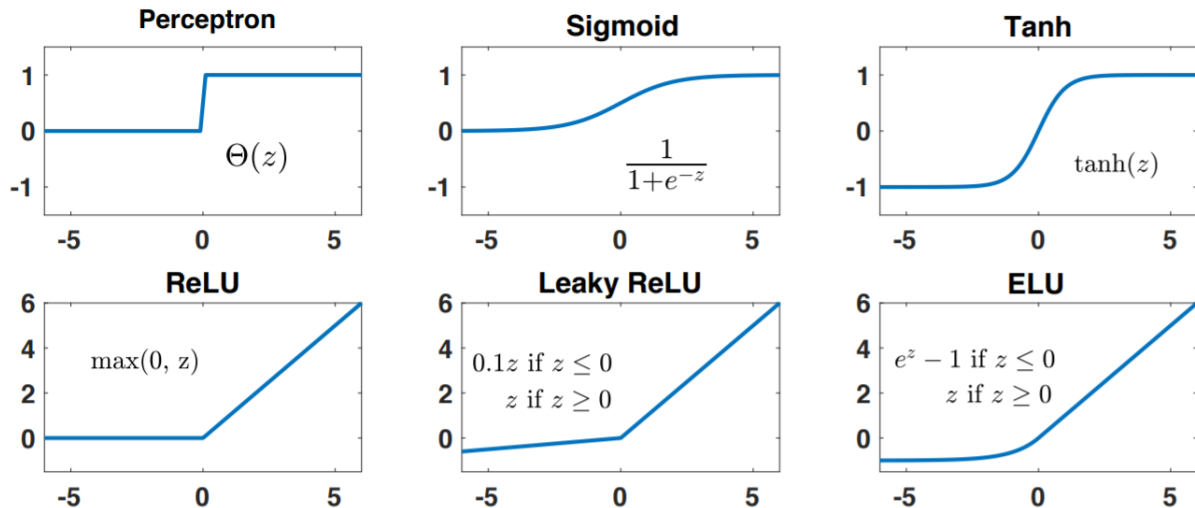 Perceptron
1
0
-1
Θ(z)
-5 0 5
Sigmoid
1
0
-1
1
1+e^{-z}
-5 0 5
Tanh
1
0
-1
tanh(z)
-5 0 5
ReLU
6
4
2
0
max(0, z)
-5 0 5
Leaky ReLU
6
4
2
0
0.1z if z ≤ 0
z if z ≥ 0
-5 0 5
ELU
6
4
2
0
e^z − 1 if z ≤ 0
z if z ≥ 0
-5 0 5